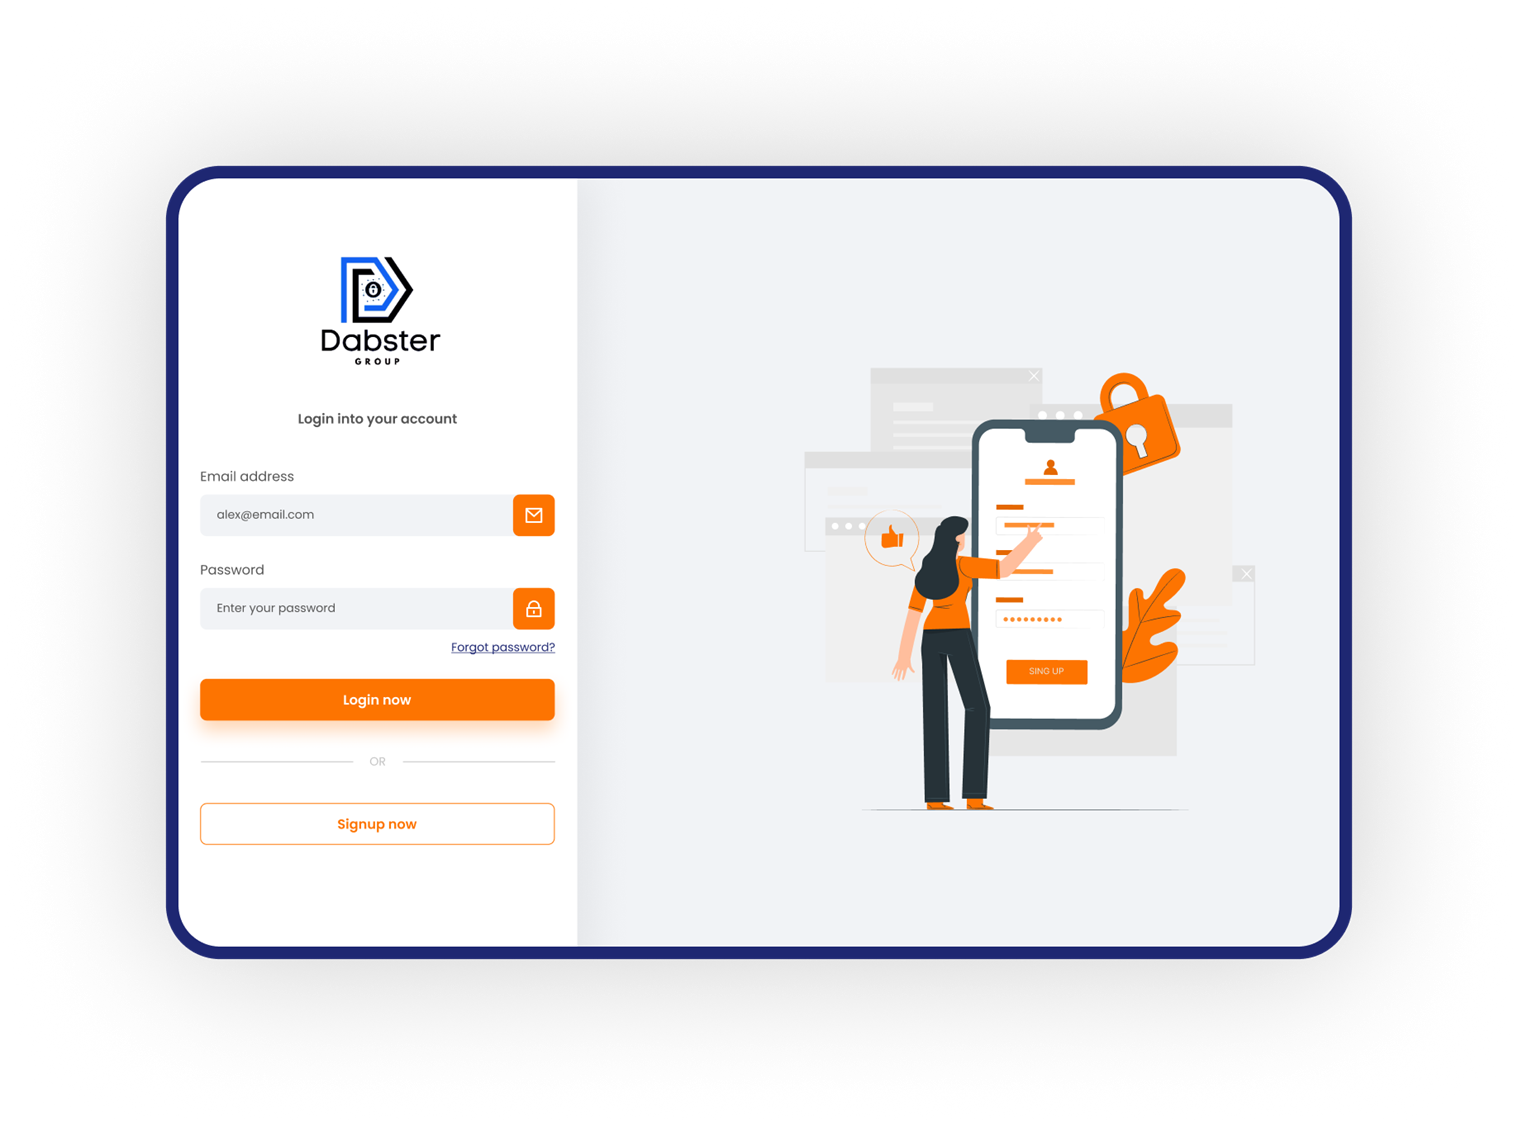 Dabster
GROUP
Login into your account
Email address
alex@email.com
Password
Enter your password
Forgot password?
Login now
OR
Signup now
SING UP